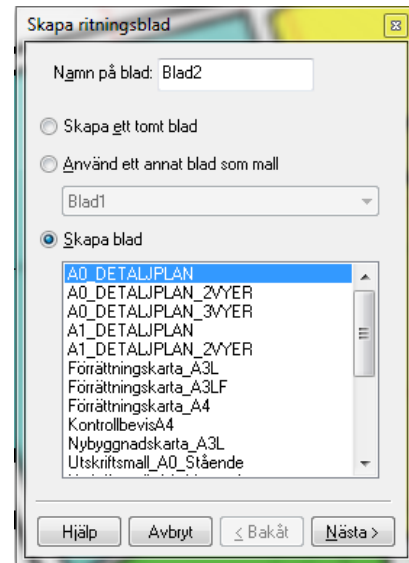 Skapa ritningsblad
Namn på blad: Blad2
Skapa ett tomt blad
Använd ett annat blad som mall
Blad1
Skapa blad
A0_DETALJPLAN
A0_DETALJPLAN_2VYER
A0_DETALJPLAN_3VYER
A1_DETALJPLAN
A1_DETALJPLAN_2VYER
Förrättningskarta_A3L
Förrättningskarta_A3LF
Förrättningskarta_A4
KontrollbevisA4
Nybyggnadskarta_A3L
Utskriftsmall_A0_Stående
Hjälp Avbryt < Bakåt Nästa >